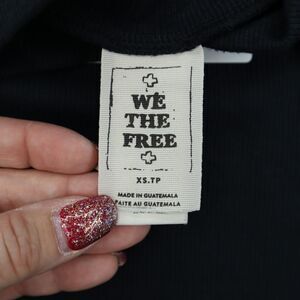 WE
THE
FREE
XS.TP
MADE IN GUATEMALA
FAITE AU GUATEMALA